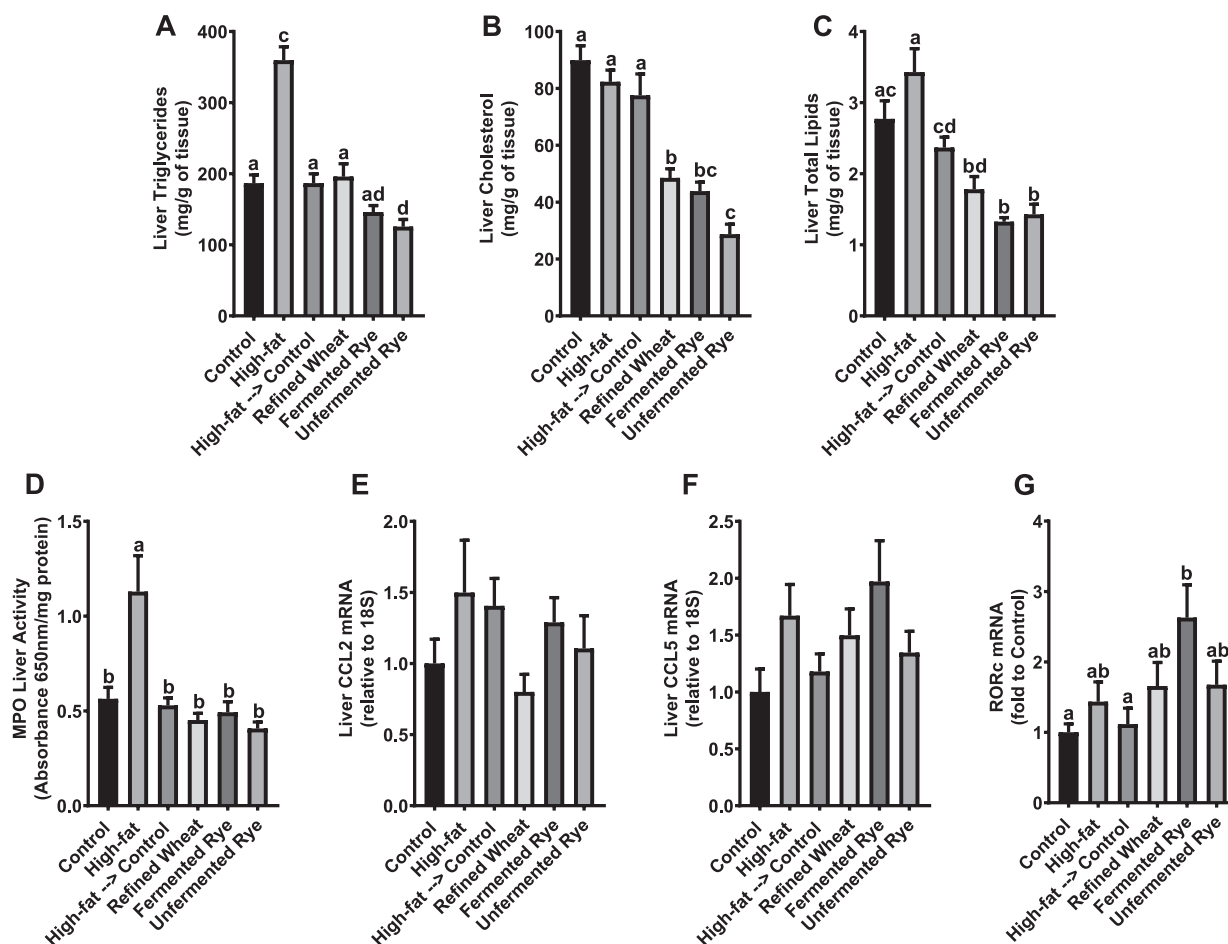 A
Liver Triglycerides
(mg/g of tissue)
400
300
200
100
0
a
c
a
a
ad
d
Control
High-fat
High-fat --> Control
Refined Wheat
Fermented Rye
Unfermented Rye
B
Liver Cholesterol
(mg/g of tissue)
100
80
60
40
20
0
a
a
a
b
bc
c
Control
High-fat
High-fat --> Control
Refined Wheat
Fermented Rye
Unfermented Rye
C
Liver Total Lipids
(mg/g of tissue)
4
3
2
1
0
ac
a
cd
bd
b
b
Control
High-fat
High-fat --> Control
Refined Wheat
Fermented Rye
Unfermented Rye
D
MPO Liver Activity
(Absorbance 650nm/mg protein)
1.5
1.0
0.5
0.0
b
a
b
b
b
b
Control
High-fat
High-fat --> Control
Refined Wheat
Fermented Rye
Unfermented Rye
E
Liver CCL2 mRNA
(relative to 18S)
2.0
1.5
1.0
0.5
0.0
Control
High-fat
High-fat --> Control
Refined Wheat
Fermented Rye
Unfermented Rye
F
Liver CCL5 mRNA
(relative to 18S)
2.5
2.0
1.5
1.0
0.5
0.0
Control
High-fat
High-fat --> Control
Refined Wheat
Fermented Rye
Unfermented Rye
G
RORc mRNA
(fold to Control)
4
3
2
1
0
a
ab
a
ab
b
ab
Control
High-fat
High-fat --> Control
Refined Wheat
Fermented Rye
Unfermented Rye